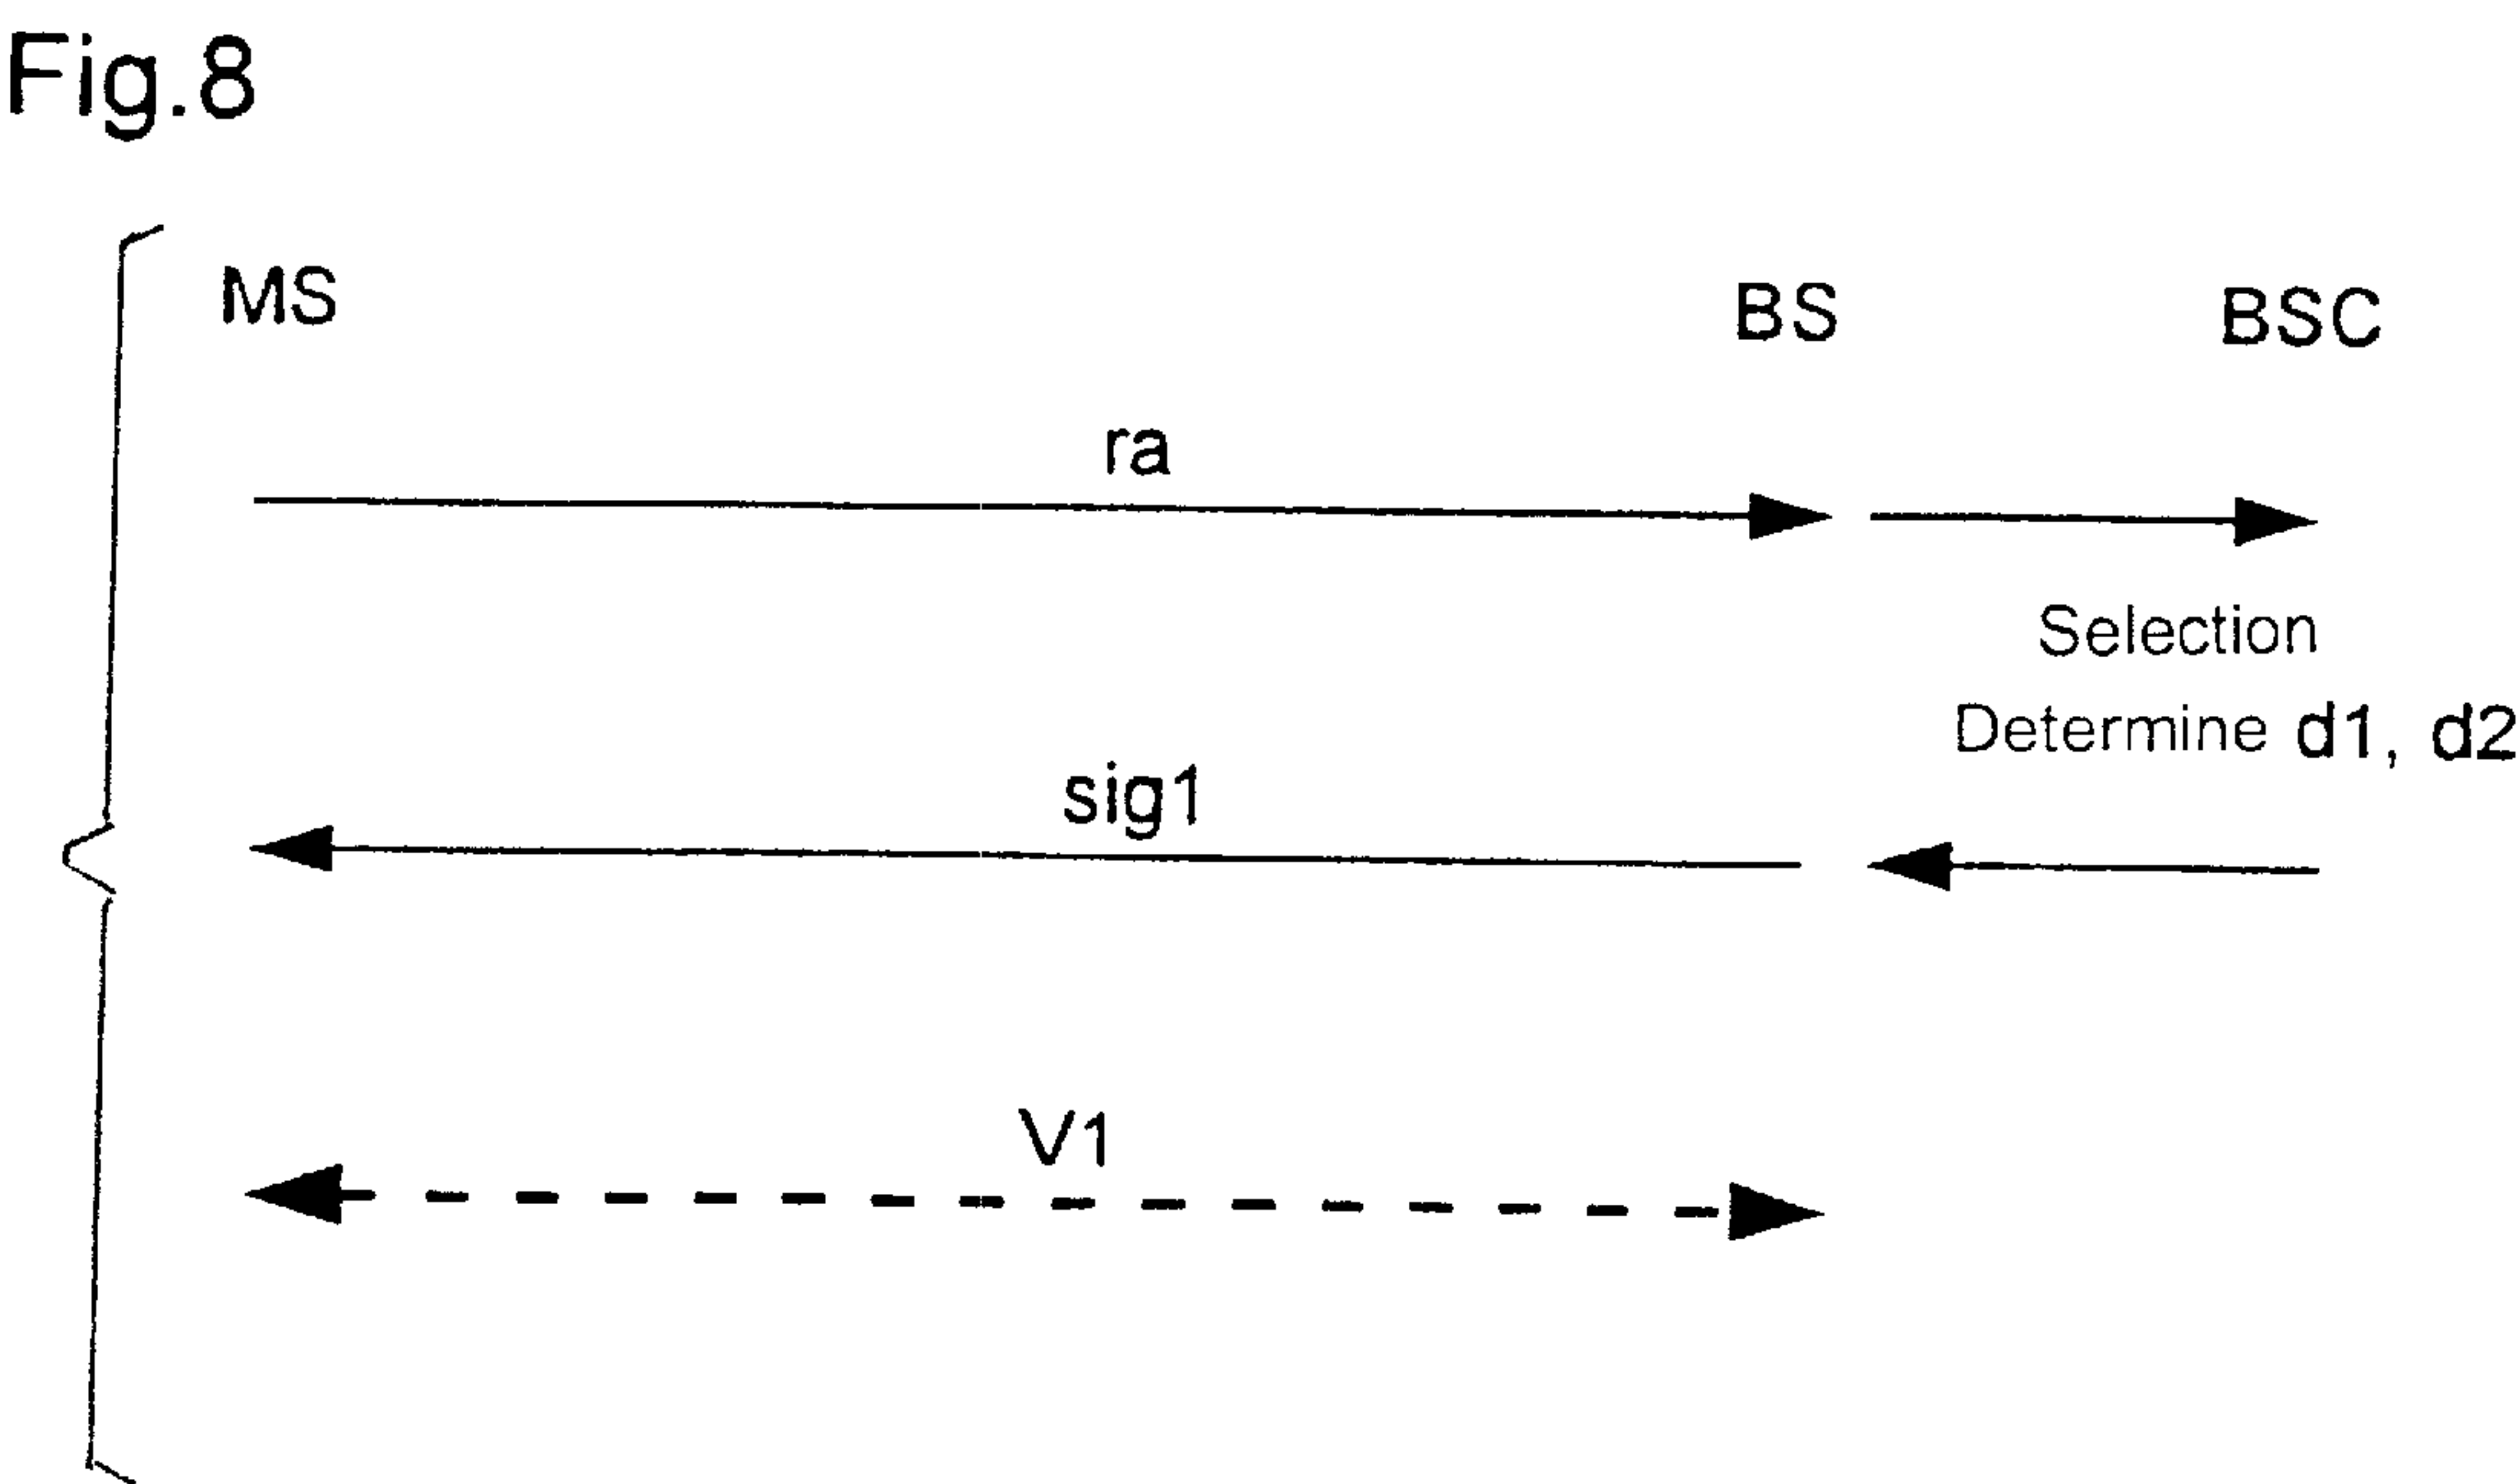 Fig.8
MS BS BSC
ra
Selection
Determine d1, d2
sig1
V1